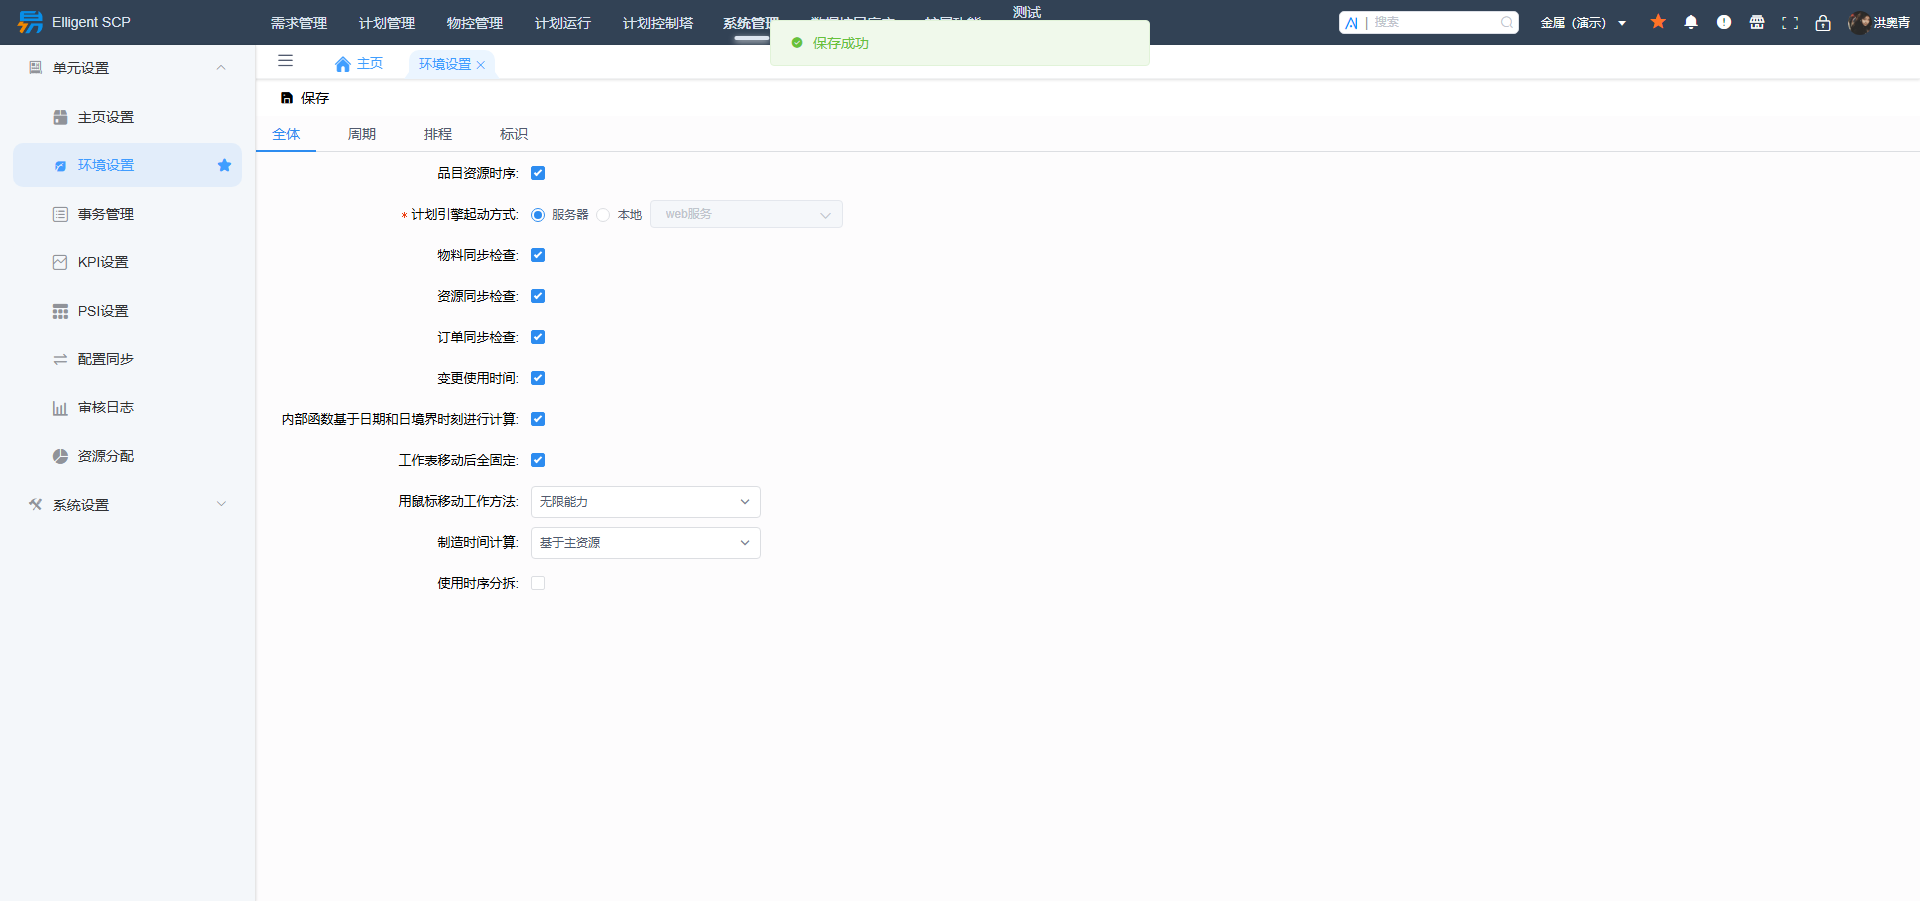 Elligent SCP
需求管理
计划管理
物控管理
计划运行
计划控制塔
系统管理
测试
AI | 搜索
金属（演示）
洪奥青
保存成功
主页
环境设置
保存
全体
周期
排程
标识
单元设置
主页设置
环境设置
事务管理
KPI设置
PSI设置
配置同步
审核日志
资源分配
系统设置
品目资源时序:
* 计划引擎起动方式: 服务器 本地 web服务
物料同步检查:
资源同步检查:
订单同步检查:
变更使用时间:
内部函数基于日期和日境界时刻进行计算:
工作表移动后全固定:
用鼠标移动工作方法: 无限能力
制造时间计算: 基于主资源
使用时序分拆: